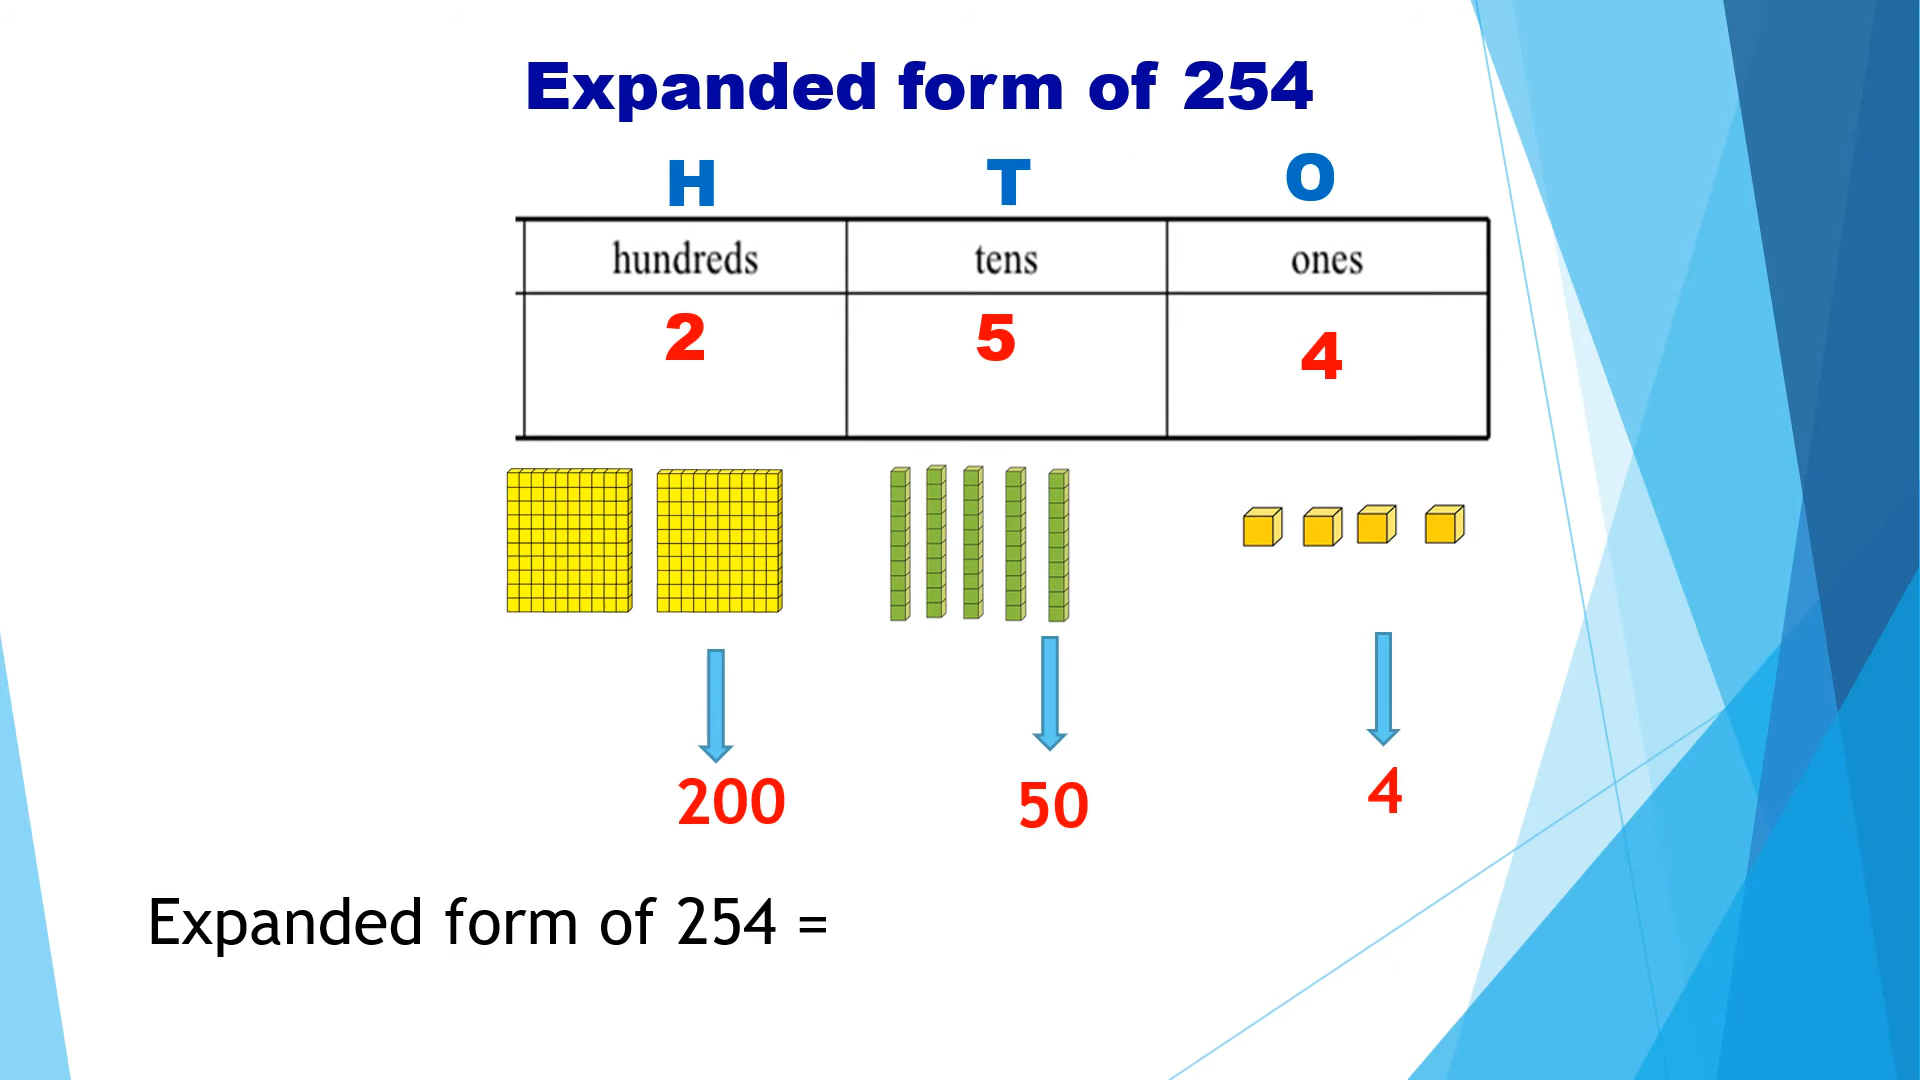 Expanded form of 254
H T O
hundreds tens ones
2 5 4
200 50 4
Expanded form of 254 =